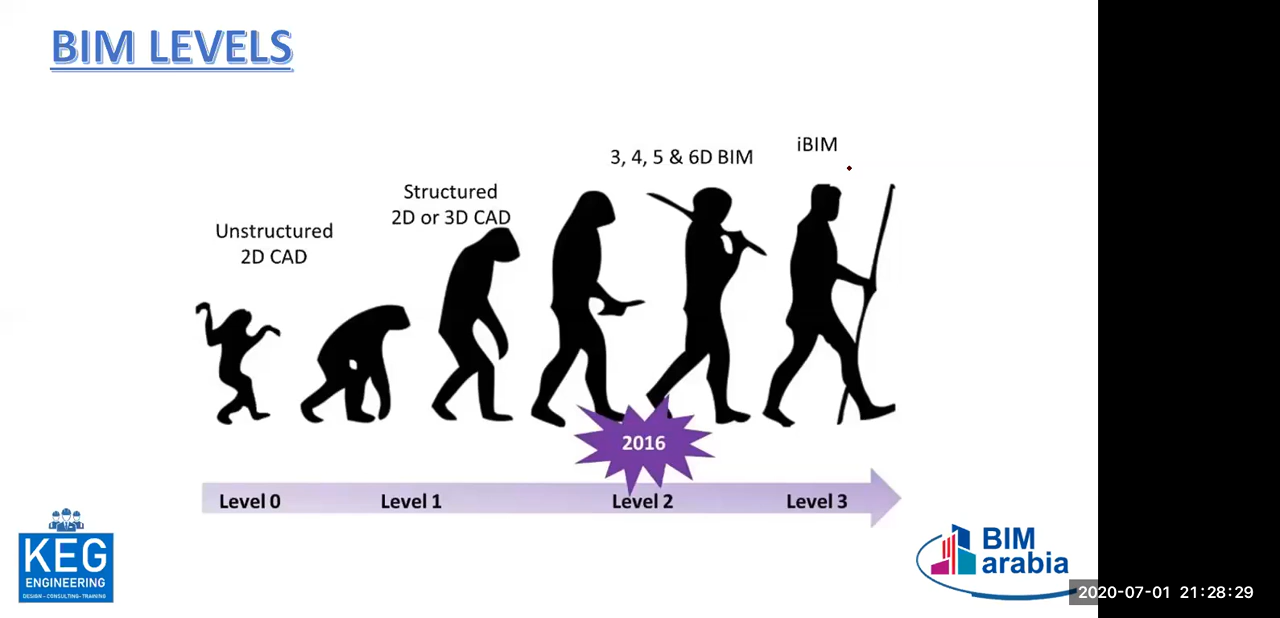 BIM LEVELS
iBIM
3, 4, 5 & 6D BIM
Structured
2D or 3D CAD
Unstructured
2D CAD
2016
Level 0
Level 1
Level 2
Level 3
KEG
ENGINEERING
DESIGN - CONSULTING - TRAINING
BIM
arabia
2020-07-01 21:28:29